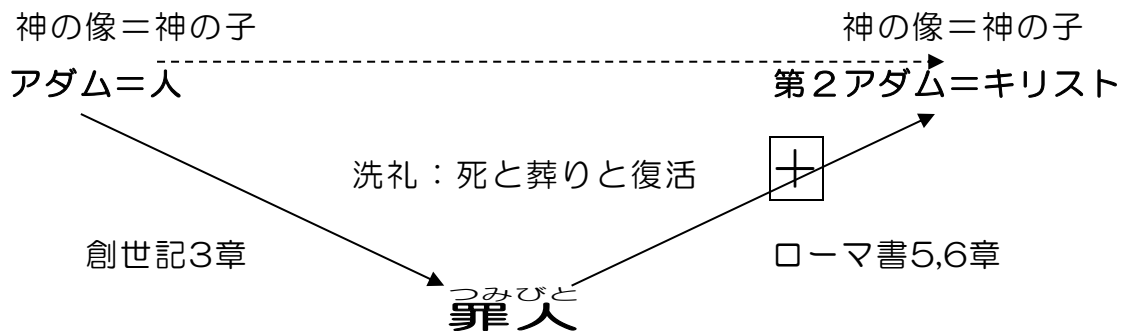 神の像＝神の子
神の像＝神の子
アダム＝人
第２アダム＝キリスト
洗礼：死と葬りと復活
十
創世記3章
ローマ書5,6章
つみびと
罪人